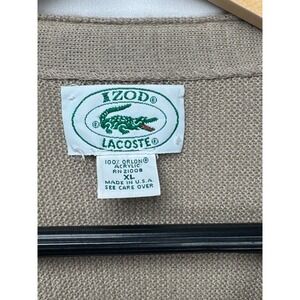 IZOD®
LACOSTE®
100% ORLON®
ACRYLIC
RN 21008
XL
MADE IN U.S.A
SEE CARE OVER